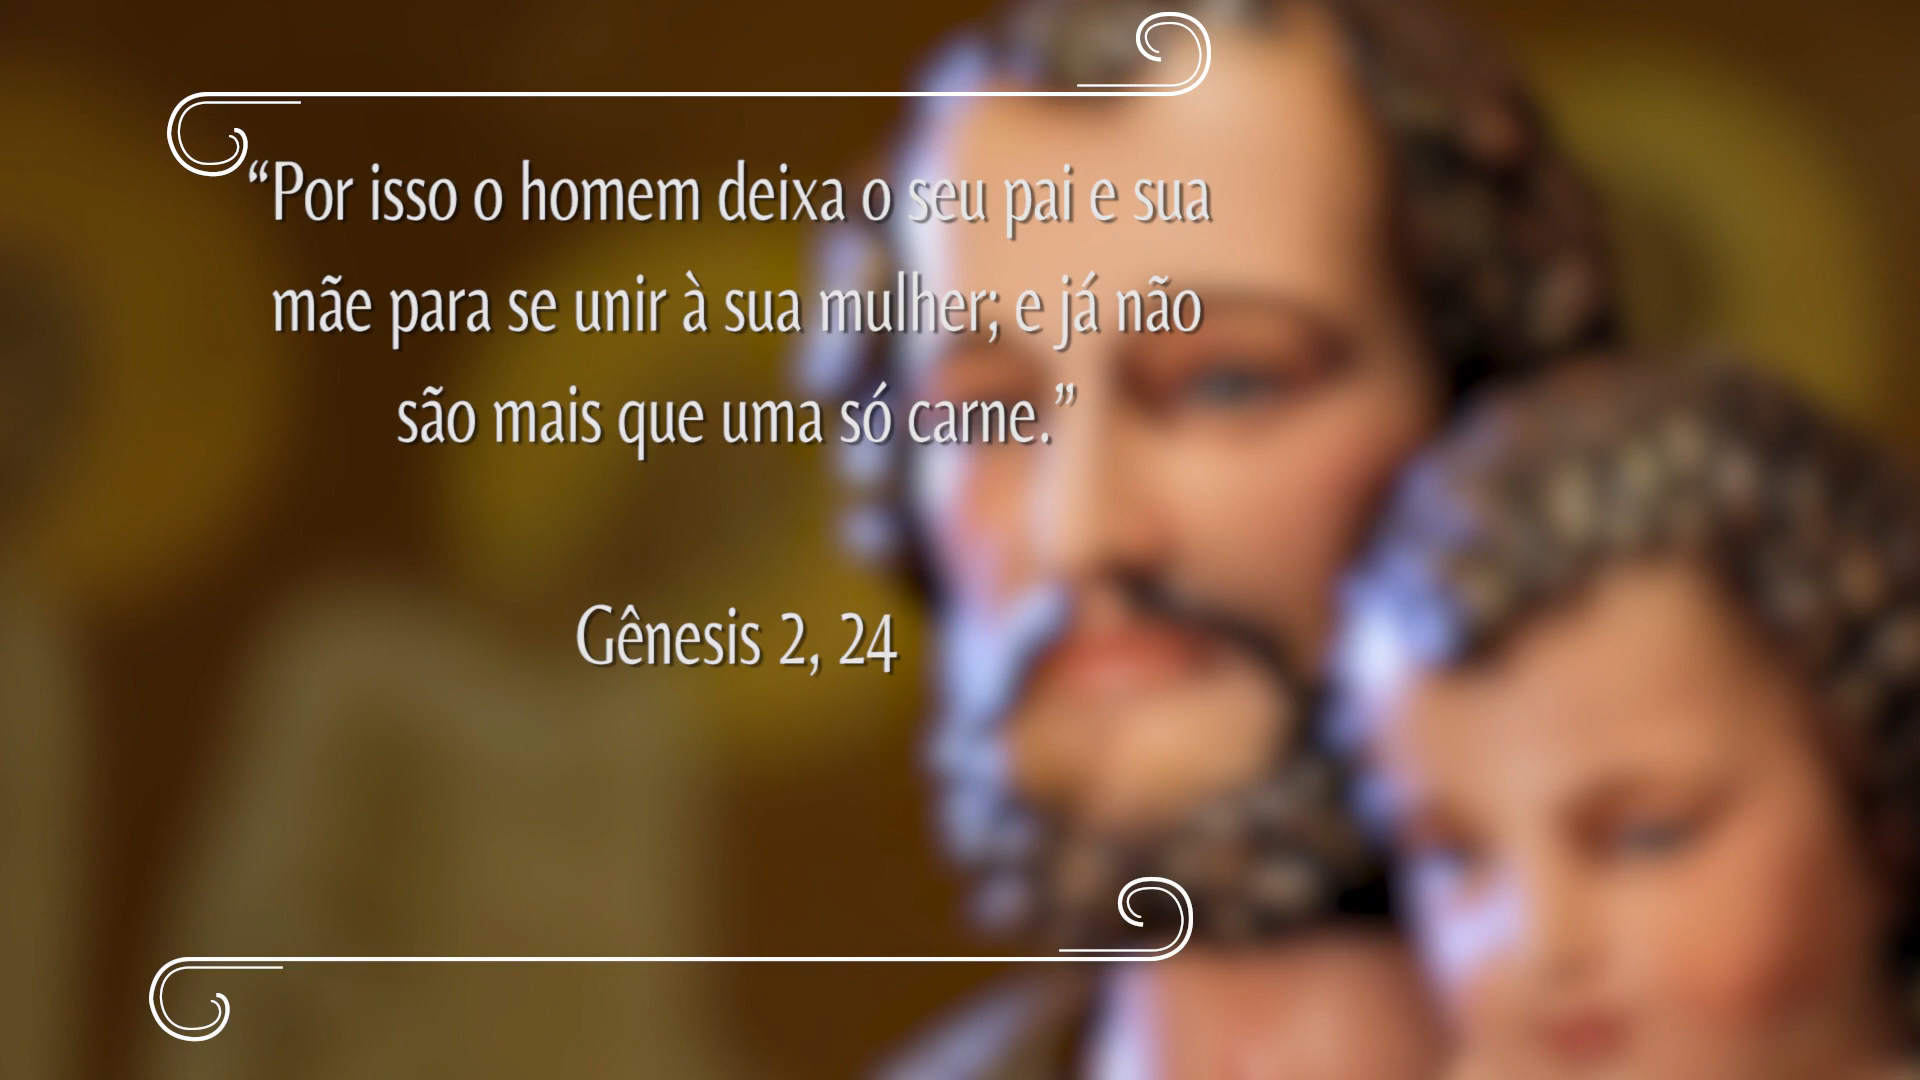 “Por isso o homem deixa o seu pai e sua
mãe para se unir à sua mulher; e já não
são mais que uma só carne.”
Gênesis 2, 24